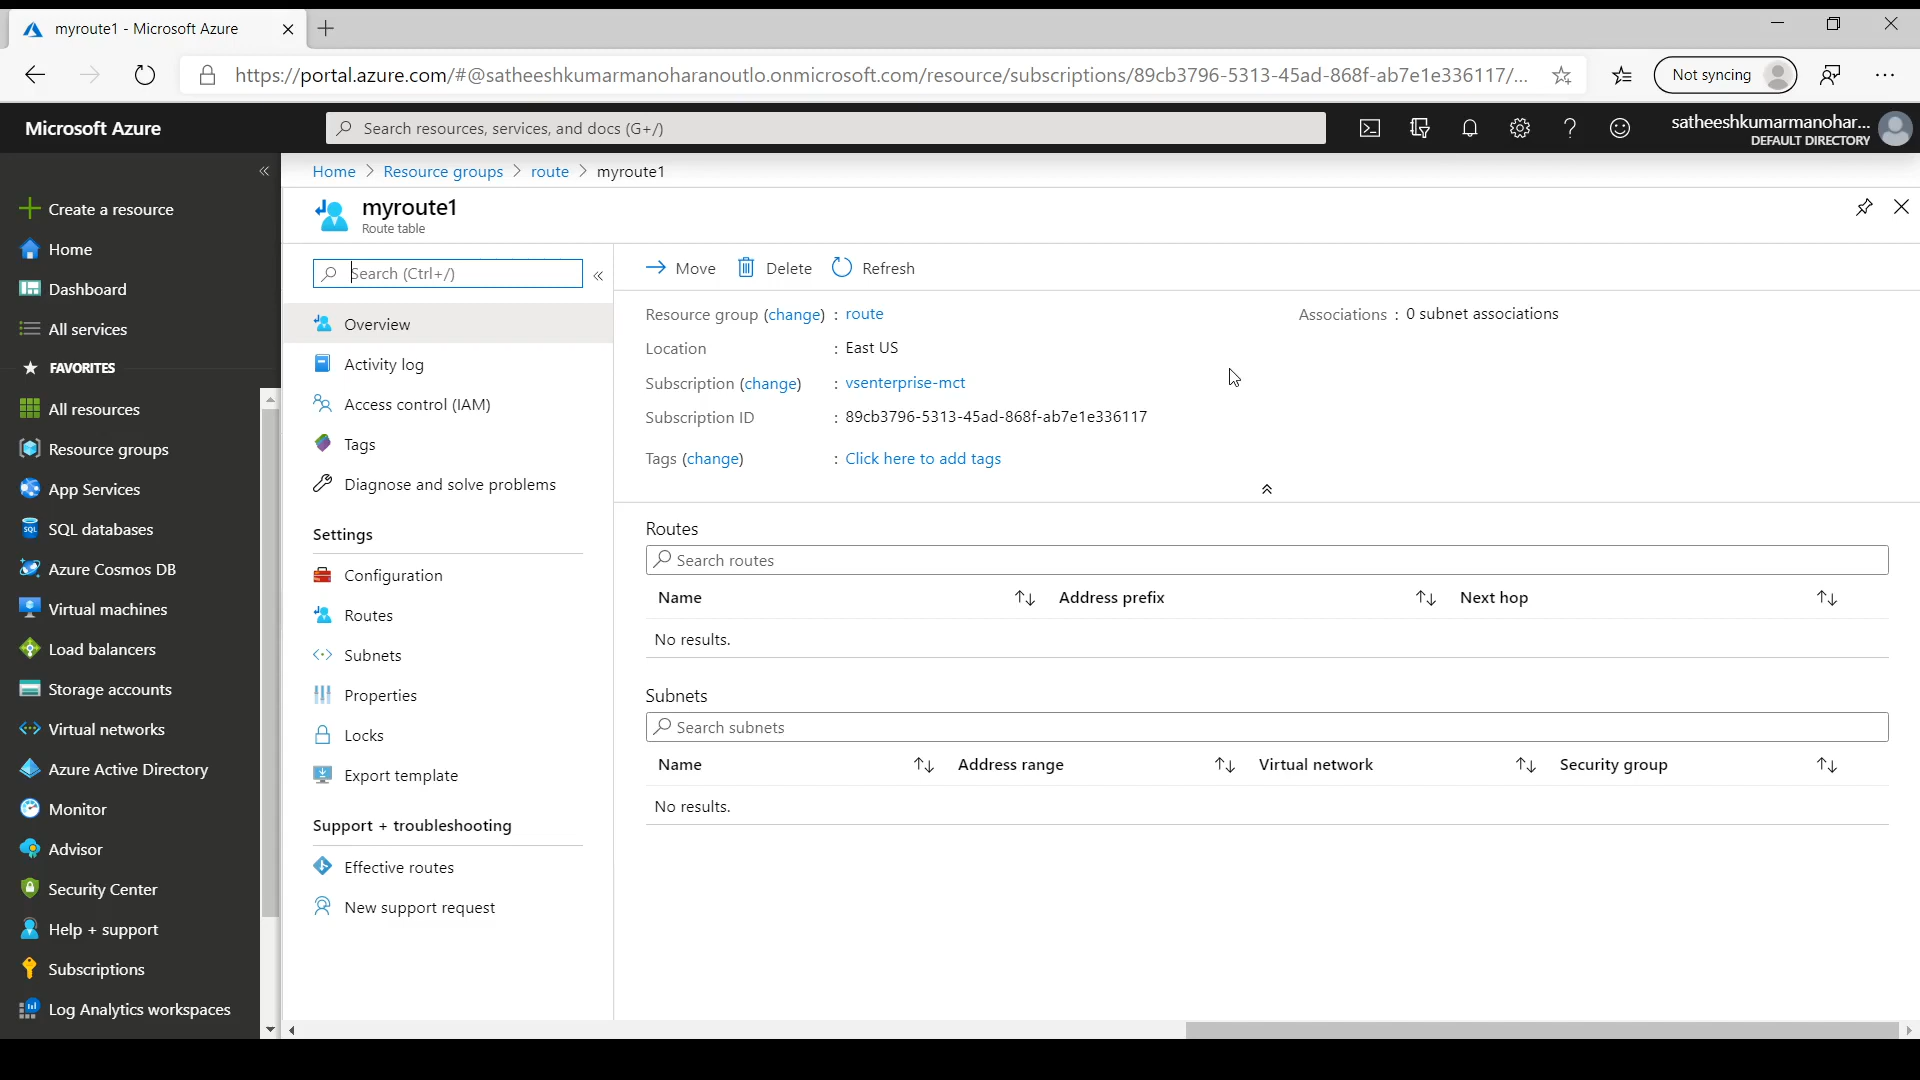 myroute1 - Microsoft Azure
https://portal.azure.com/#@satheeshkumarmanoharanoutlo.onmicrosoft.com/resource/subscriptions/89cb3796-5313-45ad-868f-ab7e1e336117/...
Not syncing
Microsoft Azure
Search resources, services, and docs (G+/)
satheeshkumarmanohar...
DEFAULT DIRECTORY
Create a resource
Home
Dashboard
All services
FAVORITES
All resources
Resource groups
App Services
SQL databases
Azure Cosmos DB
Virtual machines
Load balancers
Storage accounts
Virtual networks
Azure Active Directory
Monitor
Advisor
Security Center
Help + support
Subscriptions
Log Analytics workspaces
Home > Resource groups > route > myroute1
myroute1
Route table
Search (Ctrl+/)
Overview
Activity log
Access control (IAM)
Tags
Diagnose and solve problems
Settings
Configuration
Routes
Subnets
Properties
Locks
Export template
Support + troubleshooting
Effective routes
New support request
Move Delete Refresh
Resource group (change) : route
Associations : 0 subnet associations
Location : East US
Subscription (change) : vsenterprise-mct
Subscription ID : 89cb3796-5313-45ad-868f-ab7e1e336117
Tags (change) : Click here to add tags
Routes
Search routes
Name Address prefix Next hop
No results.
Subnets
Search subnets
Name Address range Virtual network Security group
No results.